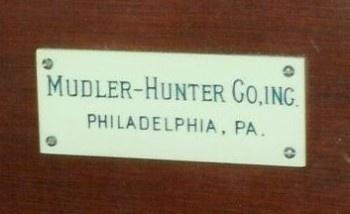 MUDLER-HUNTER CO,INC.
PHILADELPHIA, PA.